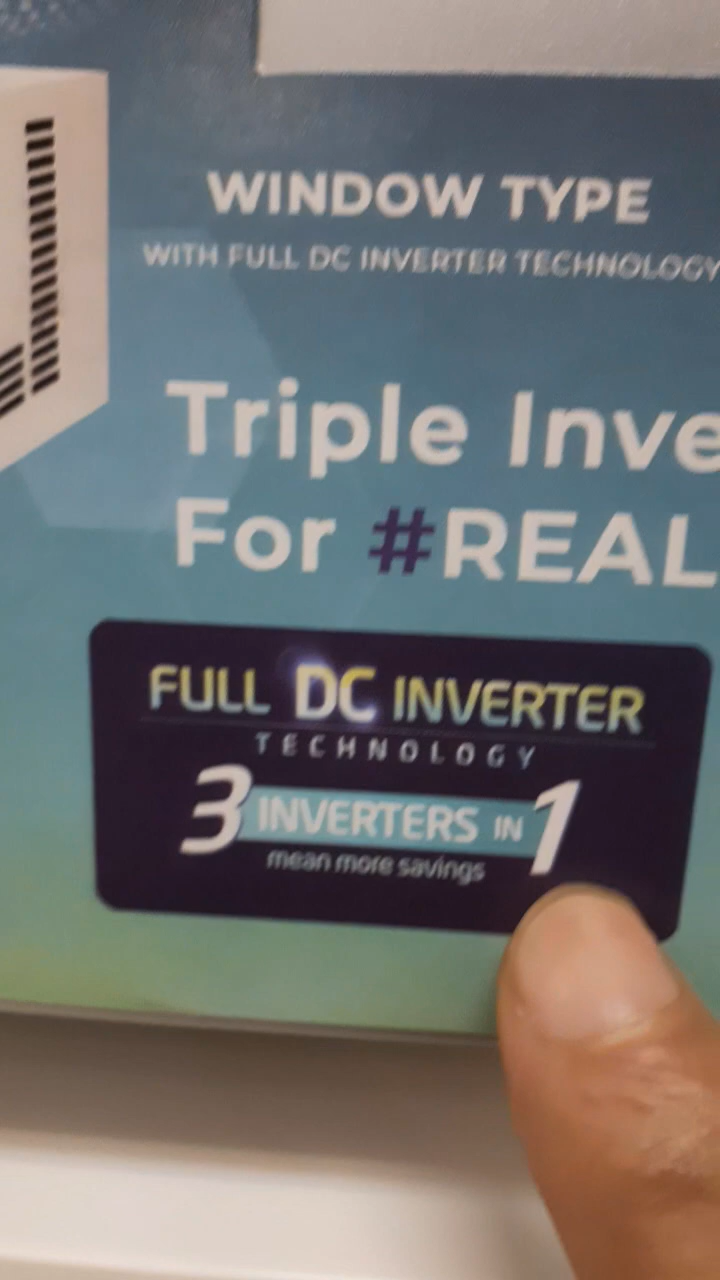 WINDOW TYPE
WITH FULL DC INVERTER TECHNOLOGY
Triple Inve
For #REAL
FULL DC INVERTER
TECHNOLOGY
3 INVERTERS IN 1
mean more savings